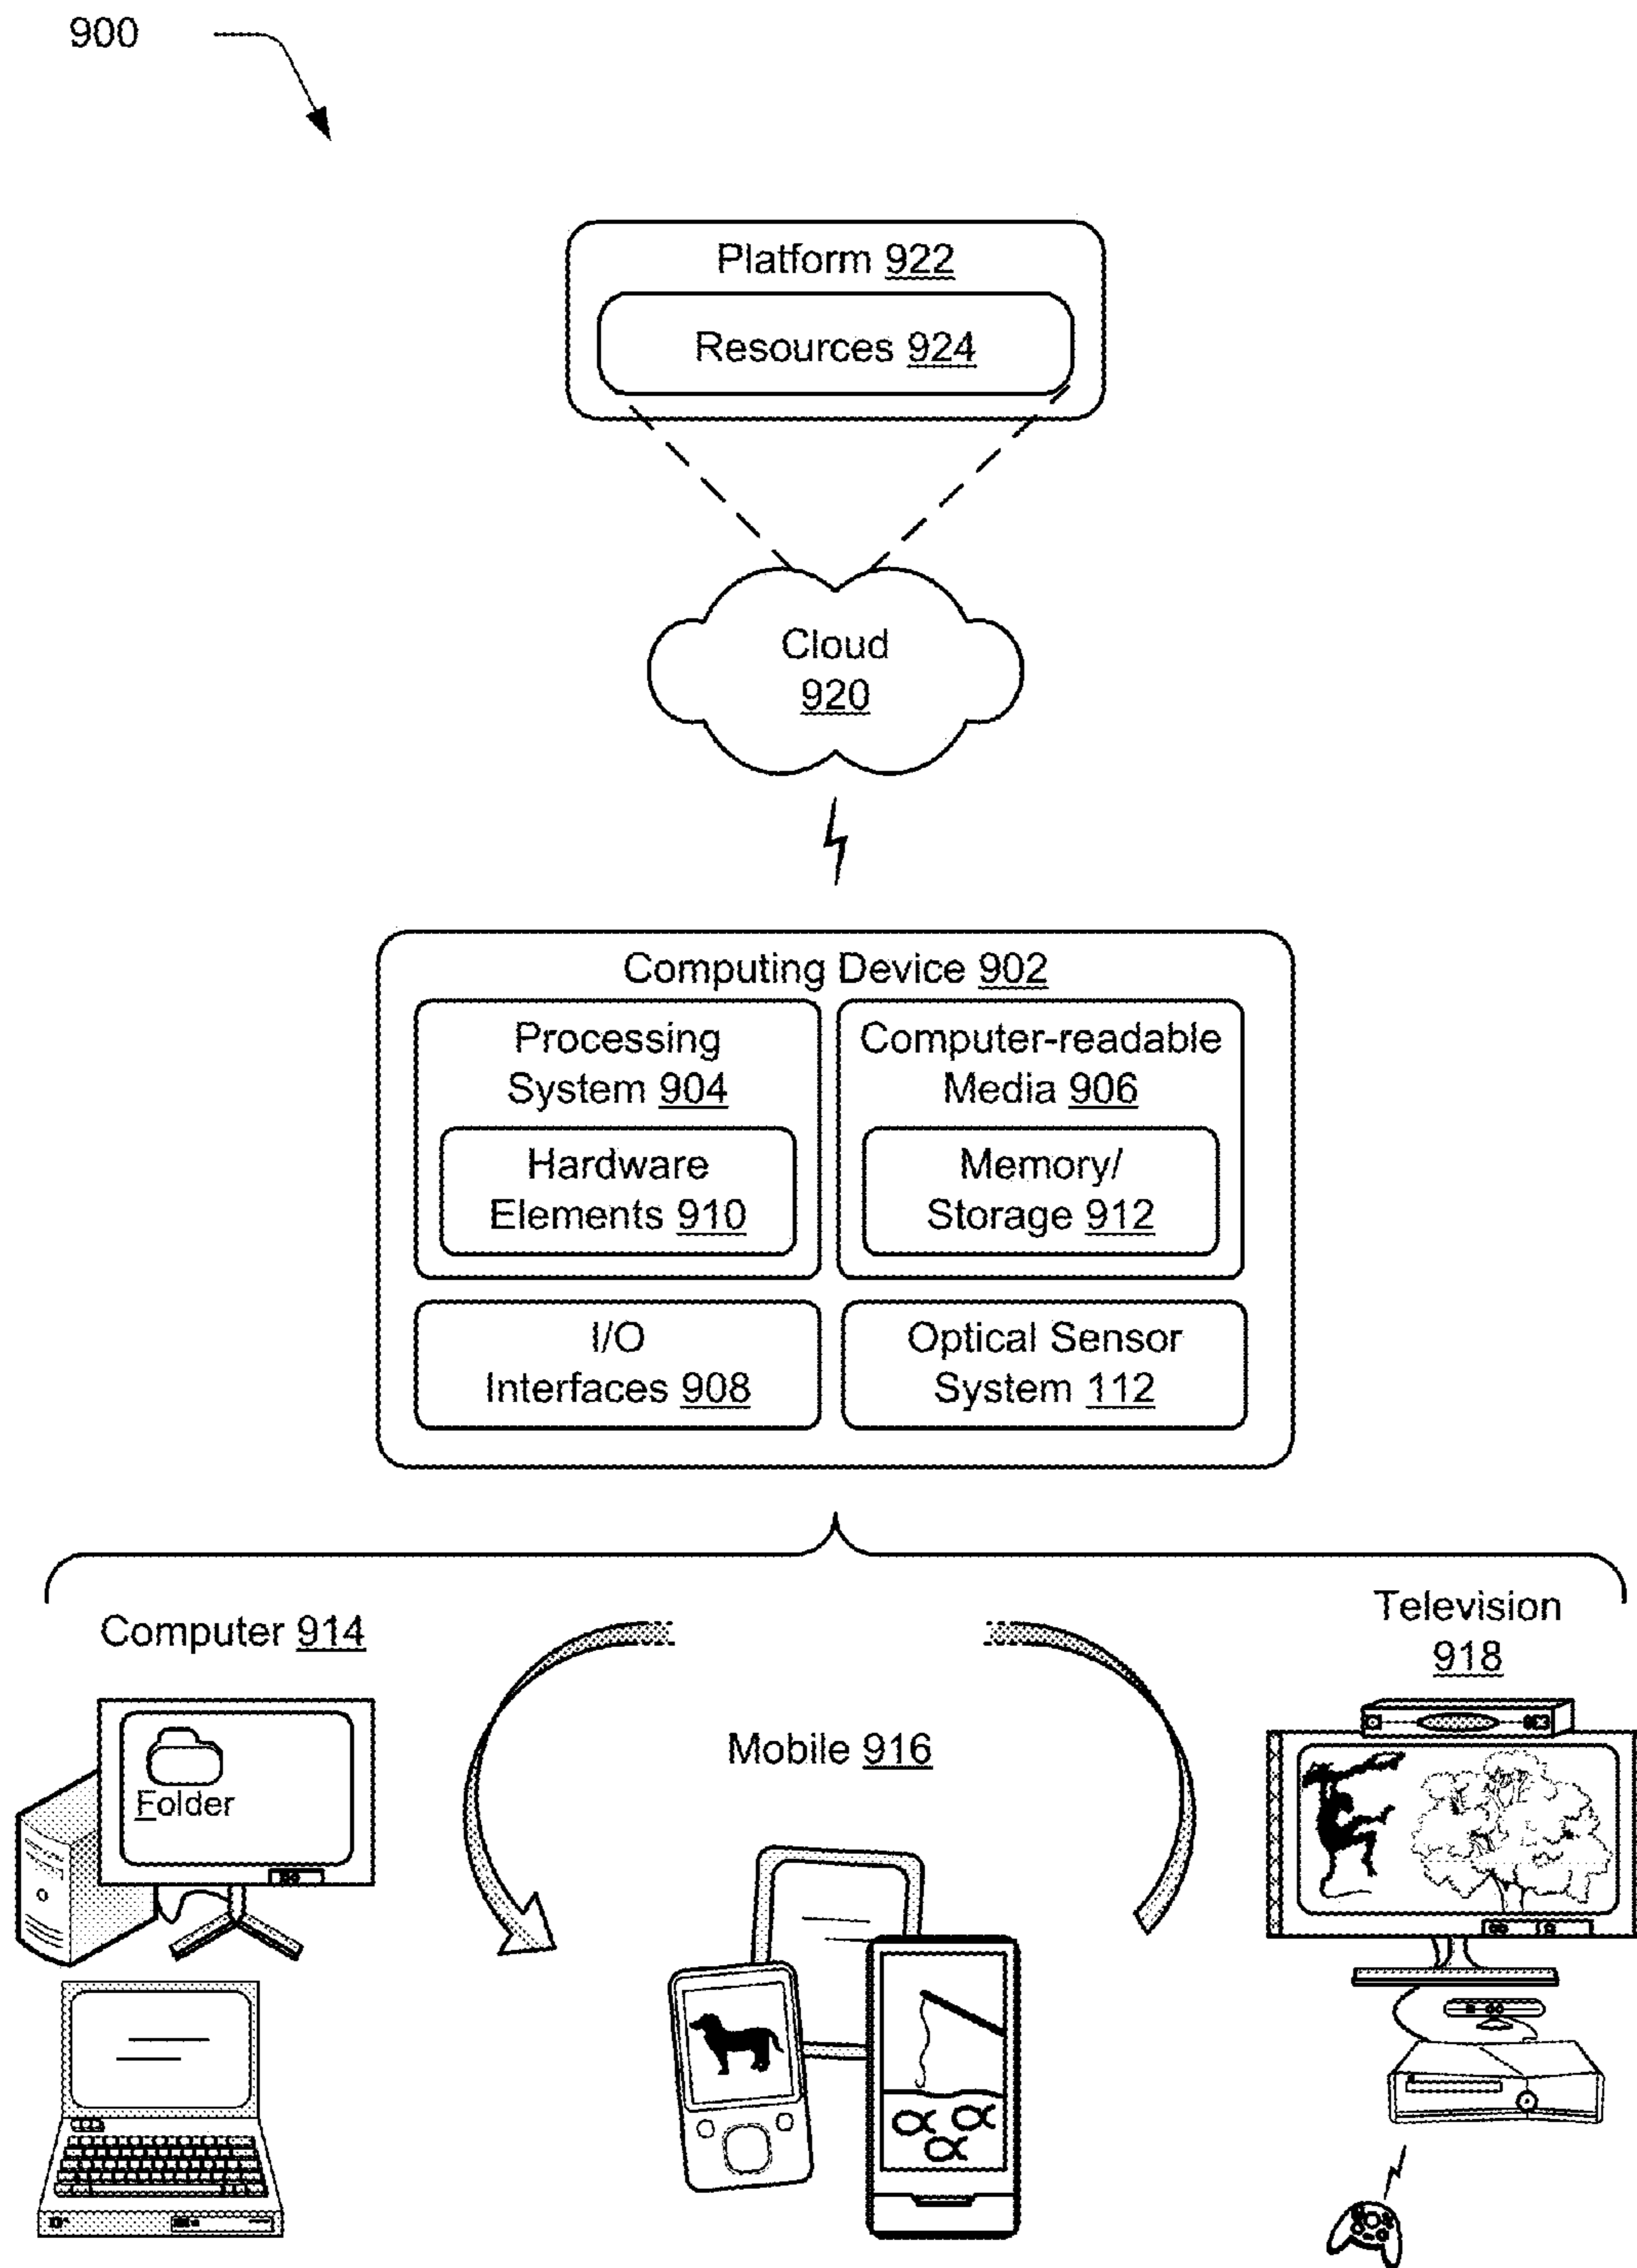 900
Platform 922
Resources 924
Cloud
920
Computing Device 902
Processing
System 904
Computer-readable
Media 906
Hardware
Elements 910
Memory/
Storage 912
I/O
Interfaces 908
Optical Sensor
System 112
Computer 914
Television
918
Mobile 916
Folder